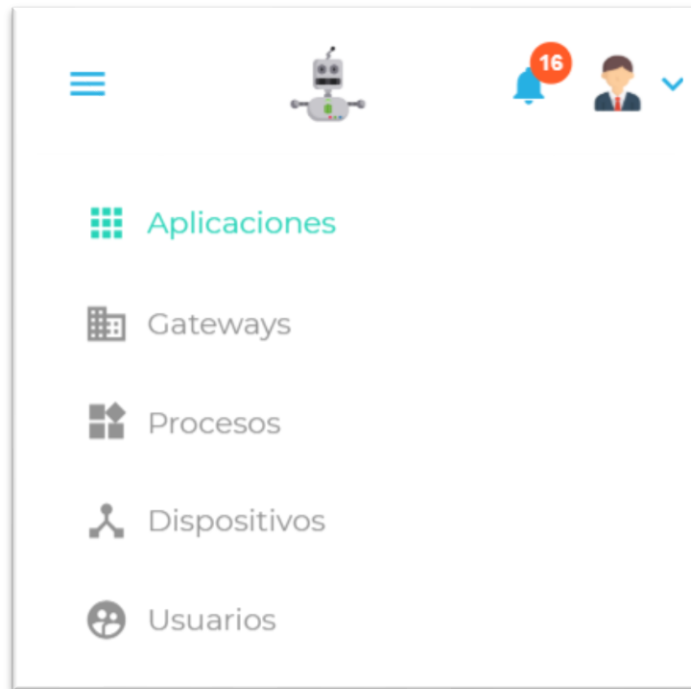 16
Aplicaciones
Gateways
Procesos
Dispositivos
Usuarios